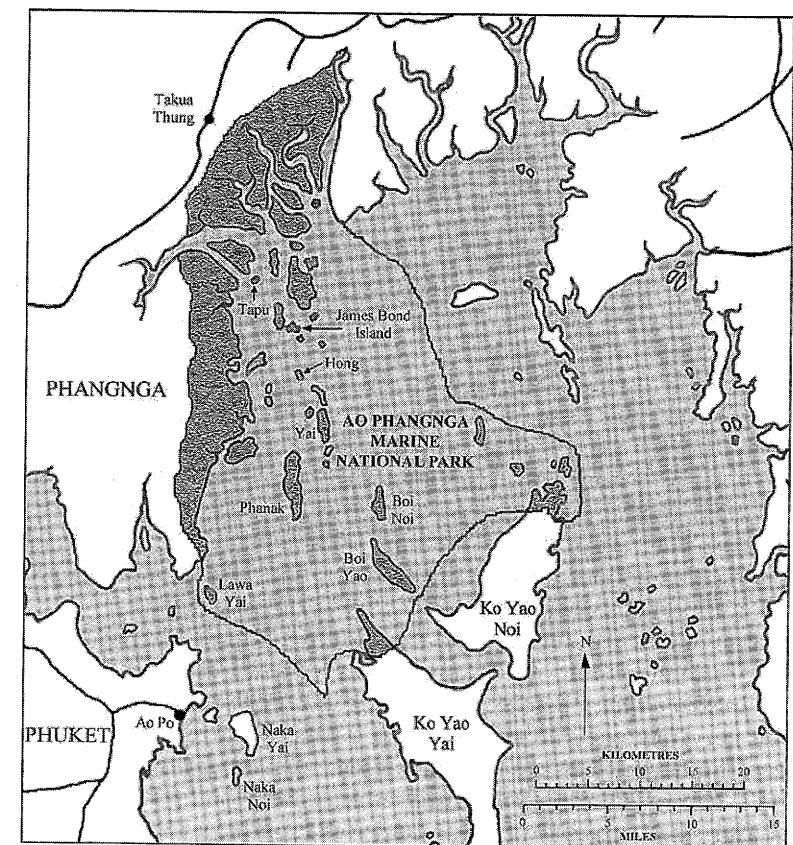 Takua
Thung
Tapu
James Bond
Island
Hong
PHANGNGA
Yai
AO PHANGNGA
MARINE
NATIONAL PARK
Phanak
Boi
Noi
Boi
Yao
Lawa
Yai
Ko Yao
Noi
N
Ao Po
PHUKET
Naka
Yai
Ko Yao
Yai
Naka
Noi
KILOMETRES
0 5 10 15 20
0 5 10 15
MILES